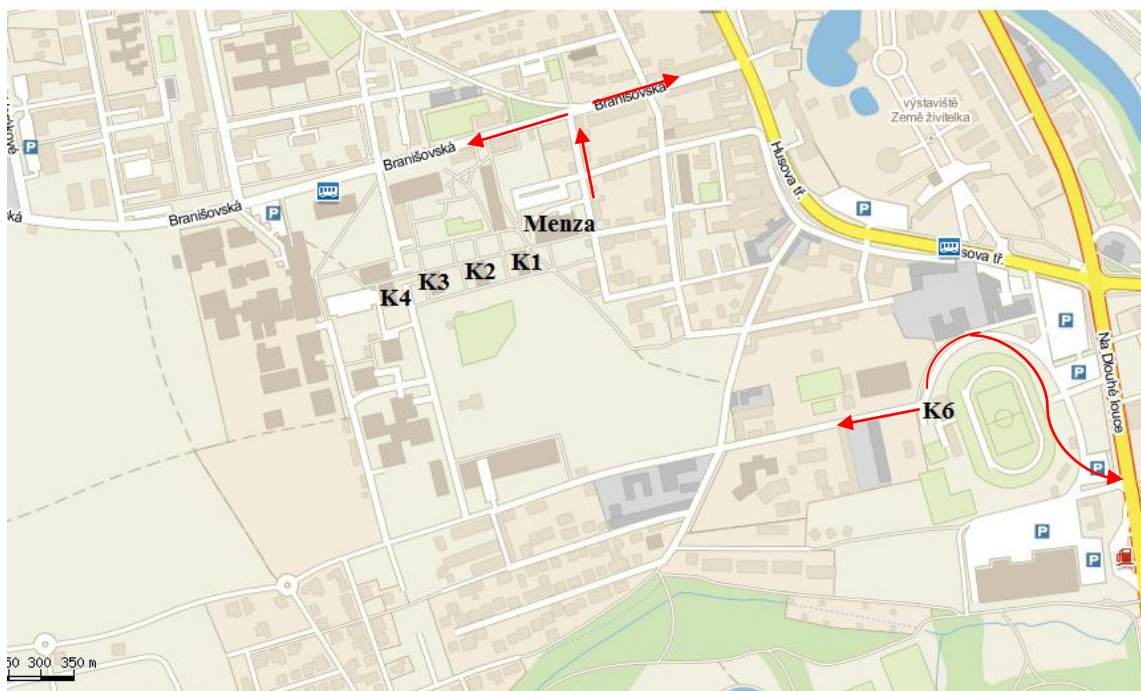 Branišovská
výstaviště
Země živitelka
P
Branišovská
Husova tř.
Branišovská
P
P
Menza
K1
K2
K3
K4
usova tř.
P
Na Dlouhé louce
P
K6
P
P
P
50 300 350 m